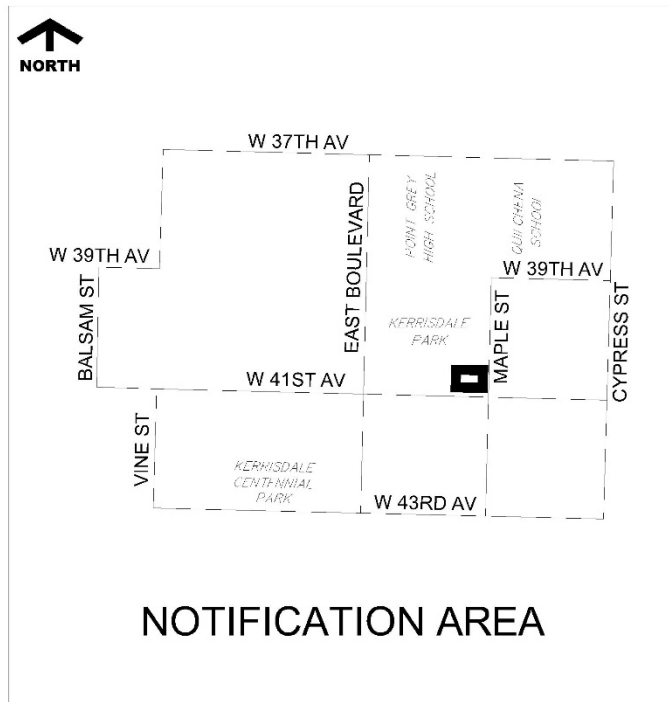 NORTH
W 37TH AV
POINT GREY
HIGH SCHOOL
QUILCHENA
SCHOOL
EAST BOULEVARD
W 39TH AV
W 39TH AV
BALSAM ST
KERRISDALE
PARK
MAPLE ST
CYPRESS ST
W 41ST AV
VINE ST
KERRISDALE
CENTENNIAL
PARK
W 43RD AV
NOTIFICATION AREA